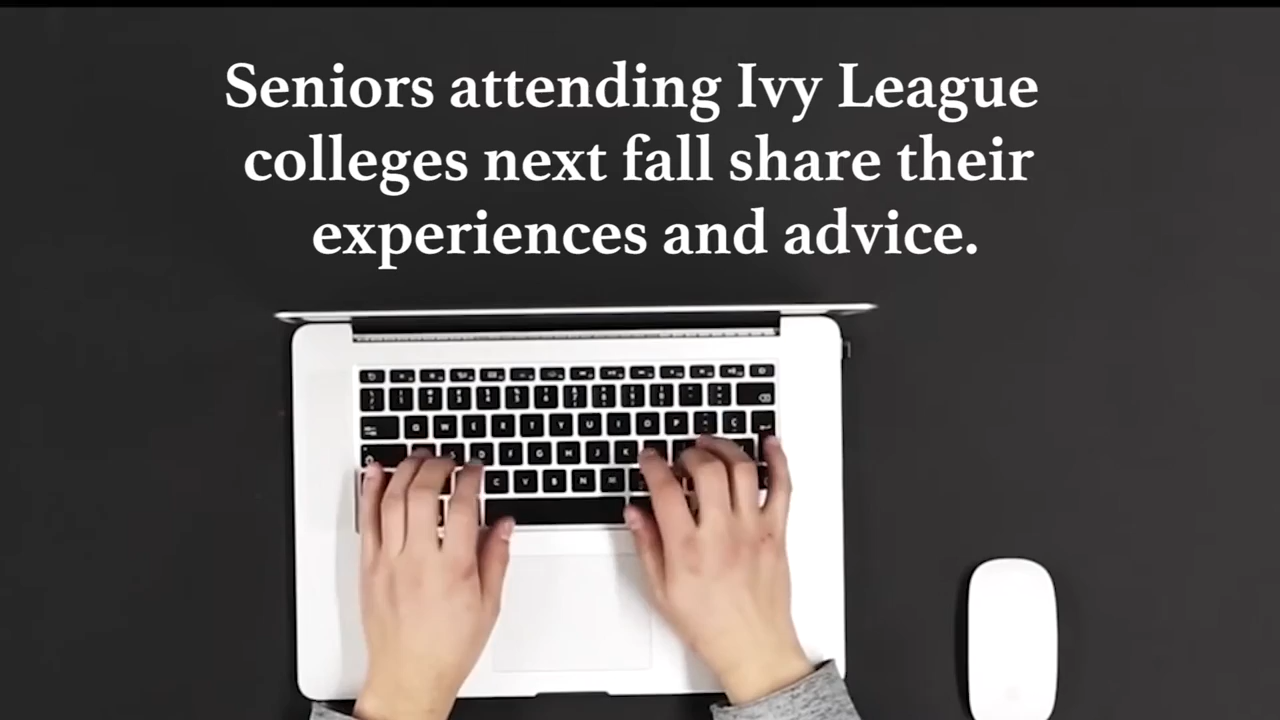 Seniors attending Ivy League
colleges next fall share their
experiences and advice.